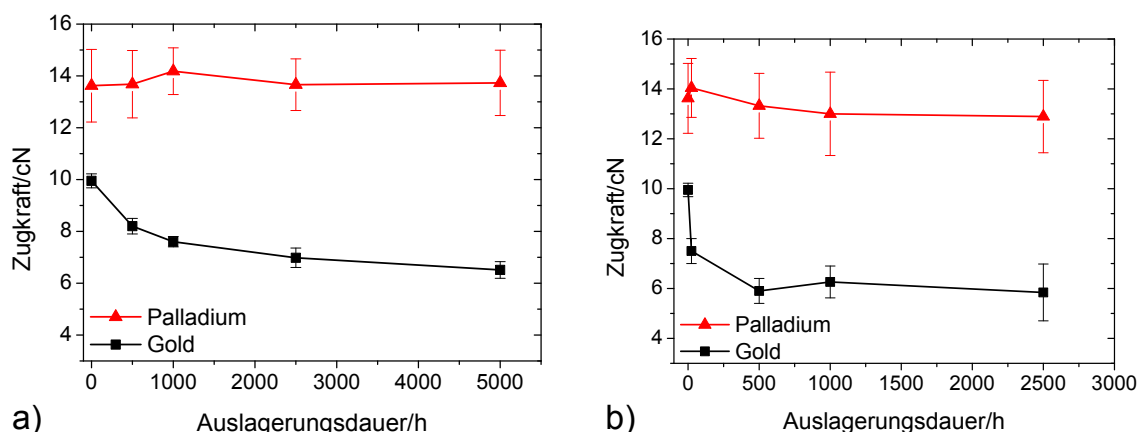 16
14
12
10
8
6
4
Zugkraft/cN
Palladium
Gold
0 1000 2000 3000 4000 5000
Auslagerungsdauer/h
a)
16
14
12
10
8
6
4
Zugkraft/cN
Palladium
Gold
0 500 1000 1500 2000 2500 3000
Auslagerungsdauer/h
b)